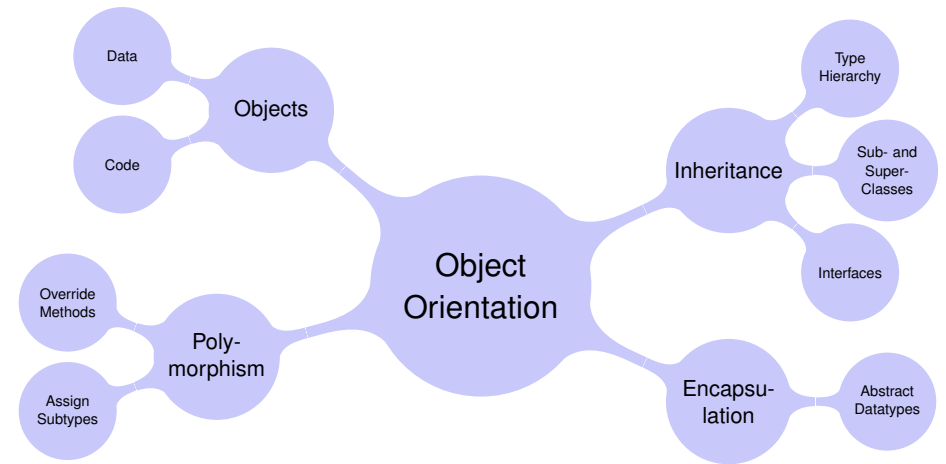 Data
Objects
Code
Object
Orientation
Override
Methods
Poly-
morphism
Assign
Subtypes
Type
Hierarchy
Inheritance
Sub- and
Super-
Classes
Interfaces
Encapsu-
lation
Abstract
Datatypes